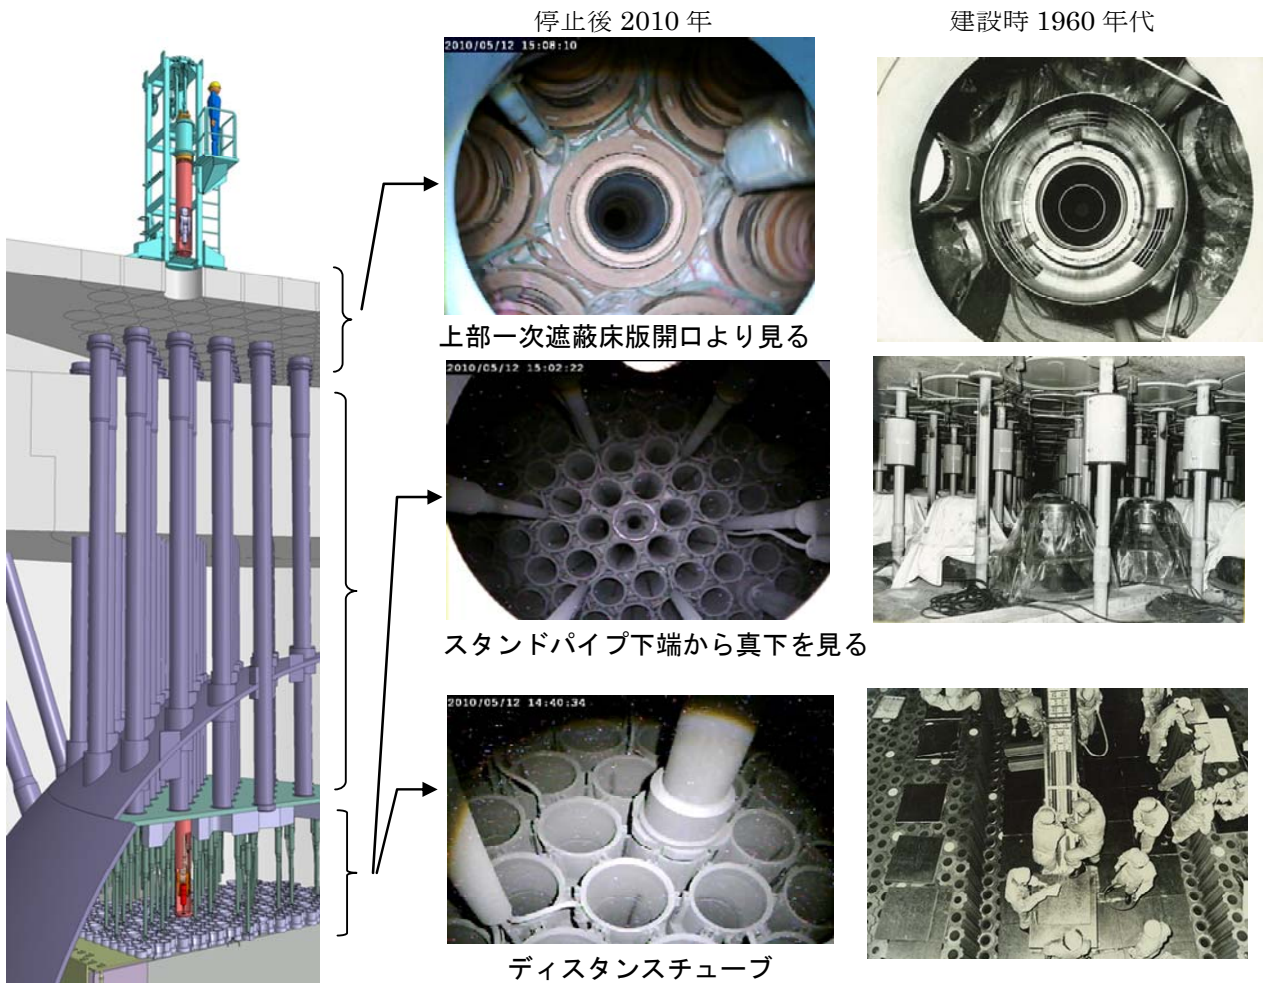 停止後 2010 年
建設時 1960 年代
2010/05/12 15:08:10
上部一次遮蔽床版開口より見る
2010/05/12 15:02:22
スタンドパイプ下端から真下を見る
2010/05/12 14:40:34
ディスタンスチューブ